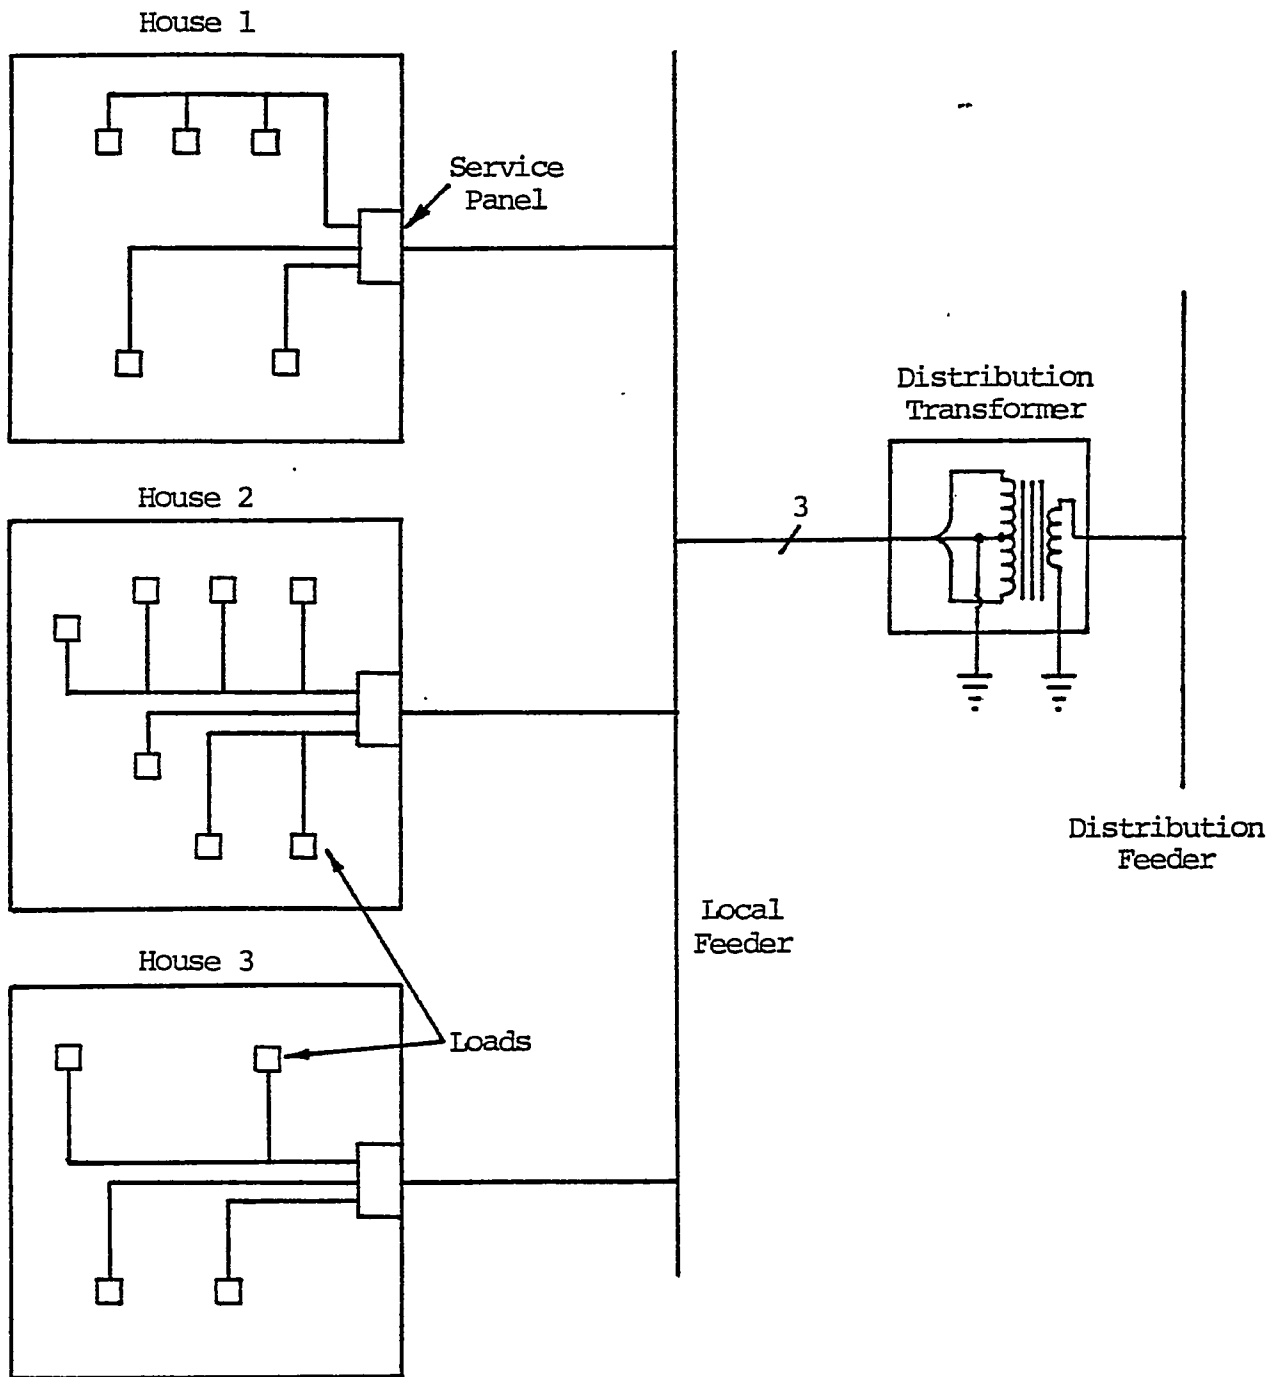 House 1
Service
Panel
Distribution
Transformer
House 2
3
Distribution
Feeder
Local
Feeder
House 3
Loads